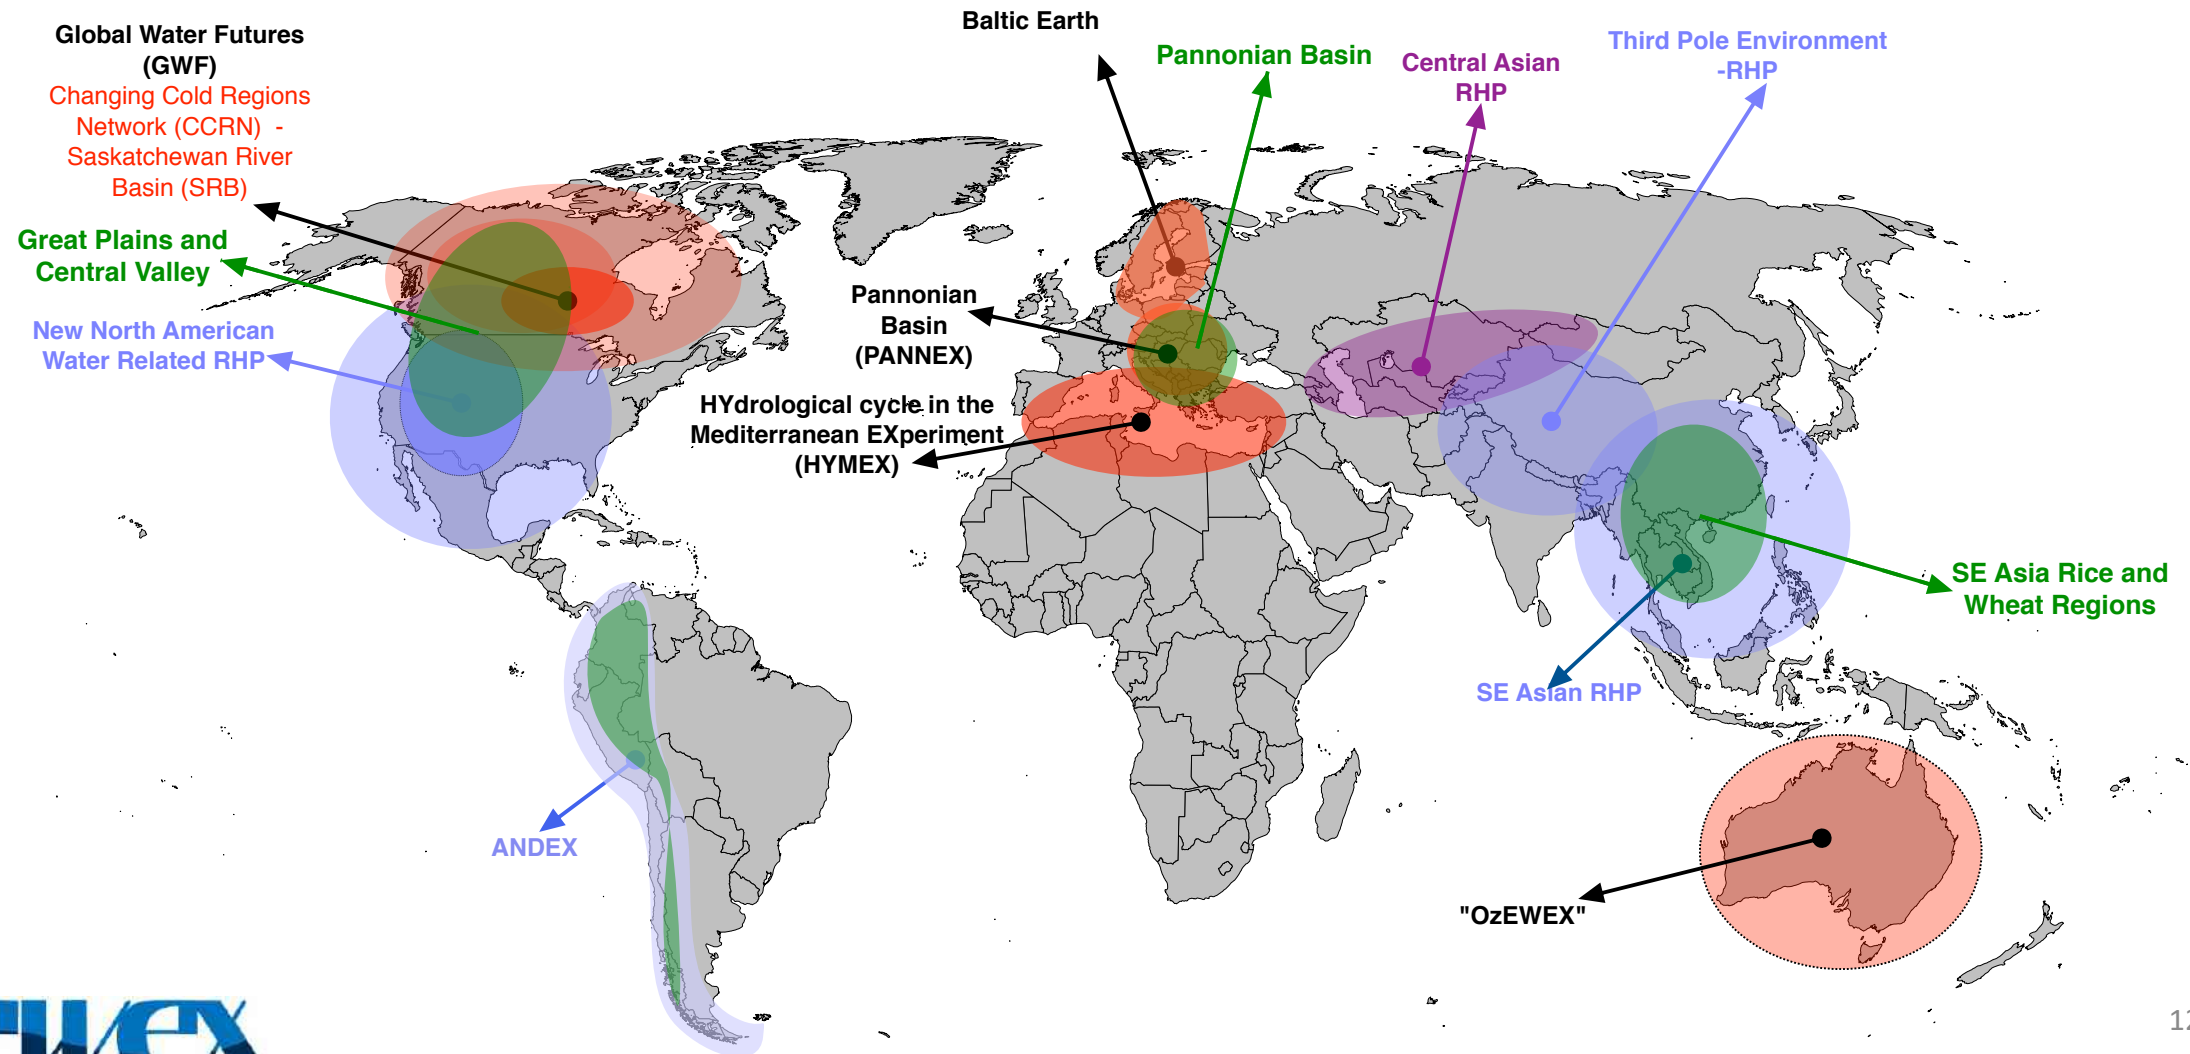 Global Water Futures
(GWF)
Changing Cold Regions
Network (CCRN)  -
Saskatchewan River
Basin (SRB)
Great Plains and
Central Valley
New North American
Water Related RHP
Baltic Earth
Pannonian Basin
Central Asian
RHP
Third Pole Environment
-RHP
Pannonian
Basin
(PANNEX)
HYdrological cycle in the
Mediterranean EXperiment
(HYMEX)
SE Asia Rice and
Wheat Regions
SE Asian RHP
ANDEX
"OzEWEX"
12